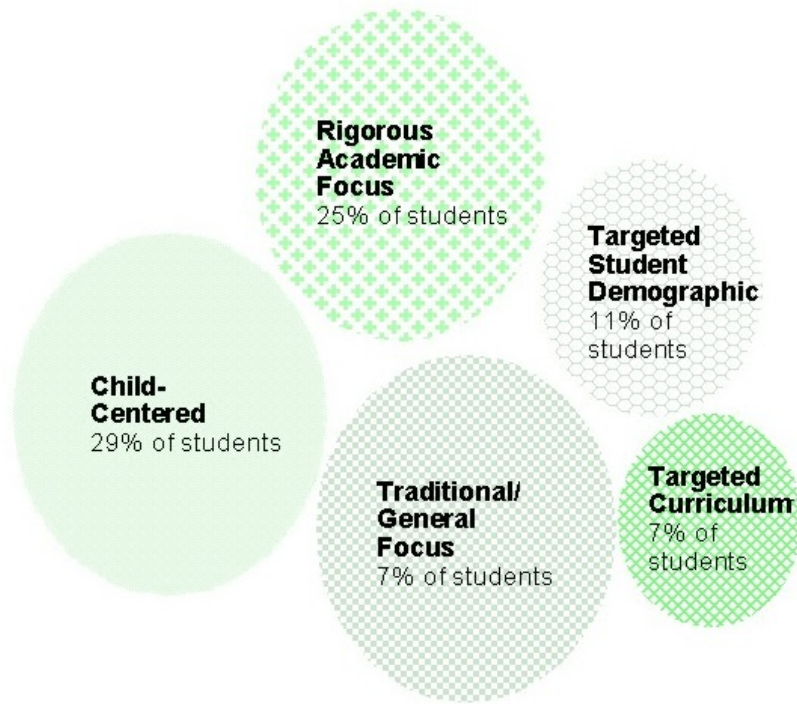 Rigorous
Academic
Focus
25% of students
Targeted
Student
Demographic
11% of
students
Child-
Centered
29% of students
Traditional/
General
Focus
7% of students
Targeted
Curriculum
7% of
students